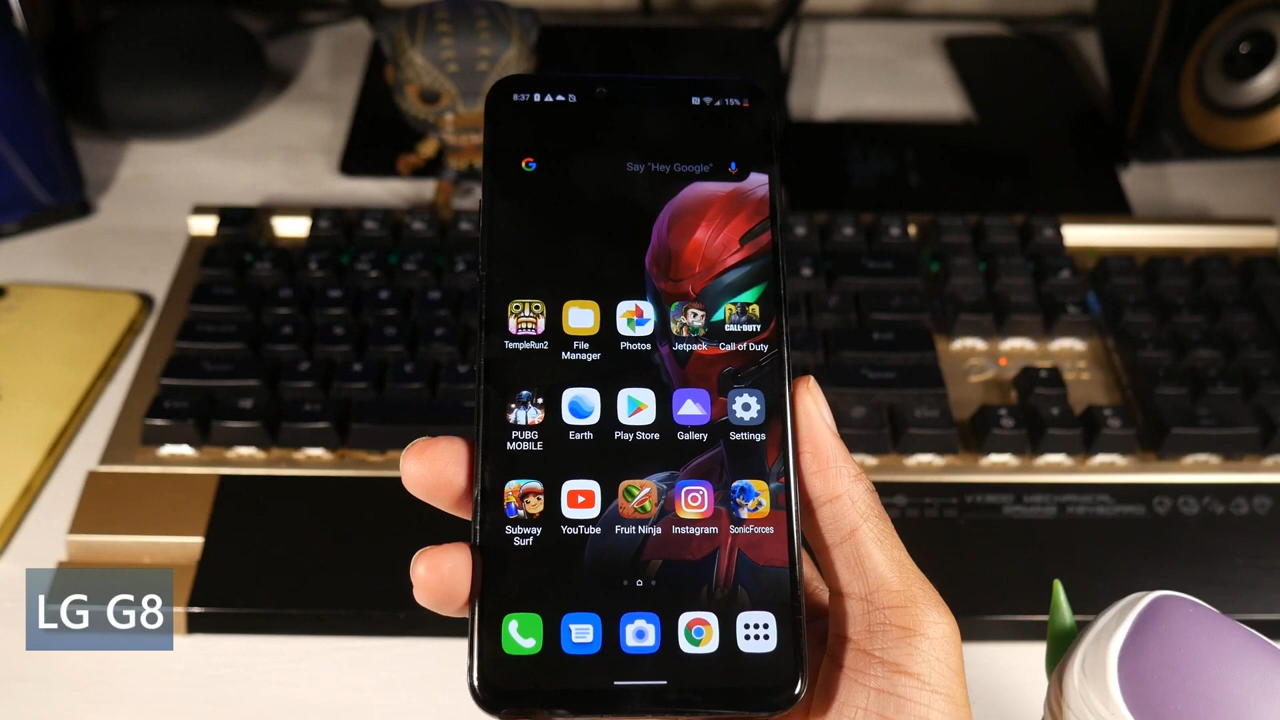 8:37
15%
Say "Hey Google"
TempleRun2
File
Manager
Photos
Jetpack
CALL·DUTY
Call of Duty
PUBG
MOBILE
Earth
Play Store
Gallery
Settings
Subway
Surf
YouTube
Fruit Ninja
Instagram
SonicForces
LG G8